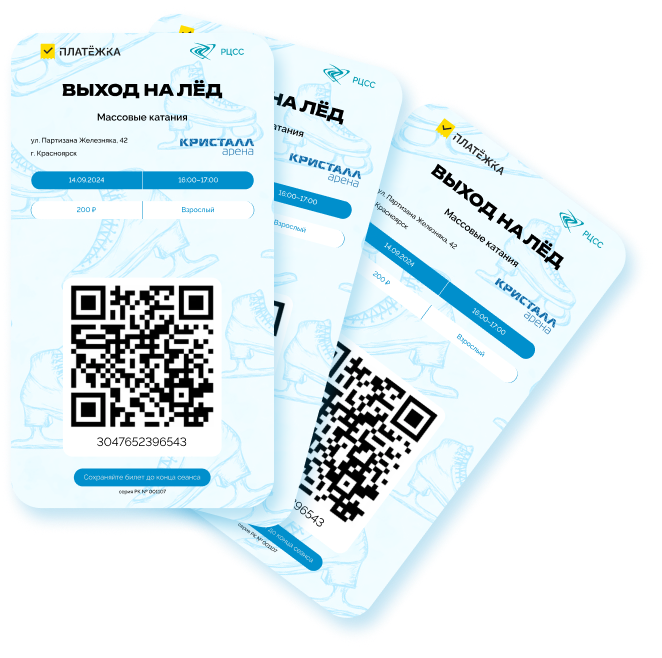 ПЛАТЁЖКА
РЦСС
ВЫХОД НА ЛЁД
Массовые катания
ул. Партизана Железняка, 42
г. Красноярск
КРИСТАЛЛ
арена
14.09.2024
16:00–17:00
200 ₽
Взрослый
3047652396543
Сохраняйте билет до конца сеанса
серия РК № 001107
РЦСС
НА ЛЁД
катания
КРИСТАЛЛ
арена
16:00–17:00
Взрослый
ПЛАТЁЖКА
РЦСС
ВЫХОД НА ЛЁД
Массовые катания
ул. Партизана Железняка, 42
Красноярск
КРИСТАЛЛ
арена
14.09.2024
16:00–17:00
200 ₽
Взрослый
96543
до конца сеанса
серия РК № 001107